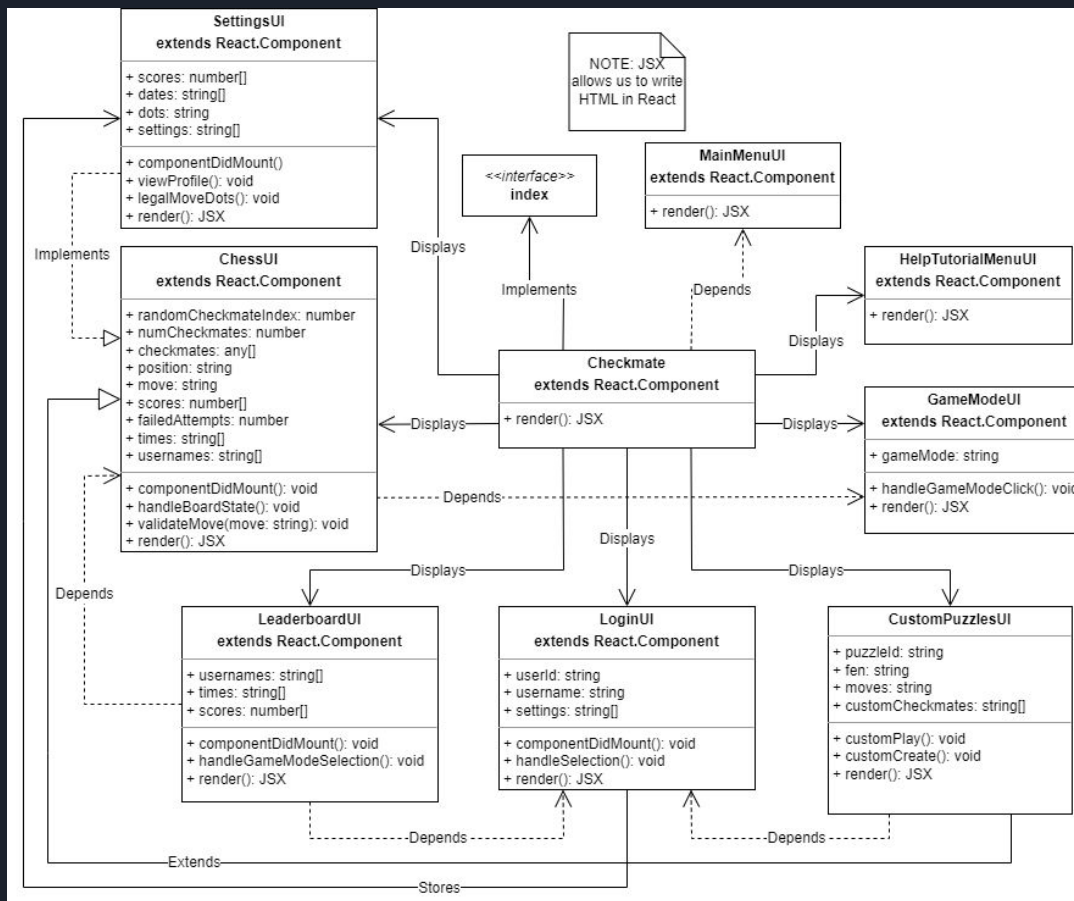 SettingsUI
extends React.Component
+ scores: number[]
+ dates: string[]
+ dots: string
+ settings: string[]
+ componentDidMount()
+ viewProfile(): void
+ legalMoveDots(): void
+ render(): JSX
NOTE: JSX
allows us to write
HTML in React
<<interface>>
index
MainMenuUI
extends React.Component
+ render(): JSX
Implements
Displays
Implements
Depends
HelpTutorialMenuUI
extends React.Component
+ render(): JSX
Displays
ChessUI
extends React.Component
+ randomCheckmateIndex: number
+ numCheckmates: number
+ checkmates: any[]
+ position: string
+ move: string
+ scores: number[]
+ failedAttempts: number
+ times: string[]
+ usernames: string[]
+ componentDidMount(): void
+ handleBoardState(): void
+ validateMove(move: string): void
+ render(): JSX
Checkmate
extends React.Component
+ render(): JSX
Displays
Displays
GameModeUI
extends React.Component
+ gameMode: string
+ handleGameModeClick(): void
+ render(): JSX
Depends
Displays
Displays
Displays
Depends
LeaderboardUI
extends React.Component
+ usernames: string[]
+ times: string[]
+ scores: number[]
+ componentDidMount(): void
+ handleGameModeSelection(): void
+ render(): JSX
LoginUI
extends React.Component
+ userId: string
+ username: string
+ settings: string[]
+ componentDidMount(): void
+ handleSelection(): void
+ render(): JSX
CustomPuzzlesUI
+ puzzleId: string
+ fen: string
+ moves: string
+ customCheckmates: string[]
+ customPlay(): void
+ customCreate(): void
+ render(): JSX
Depends
Depends
Extends
Stores